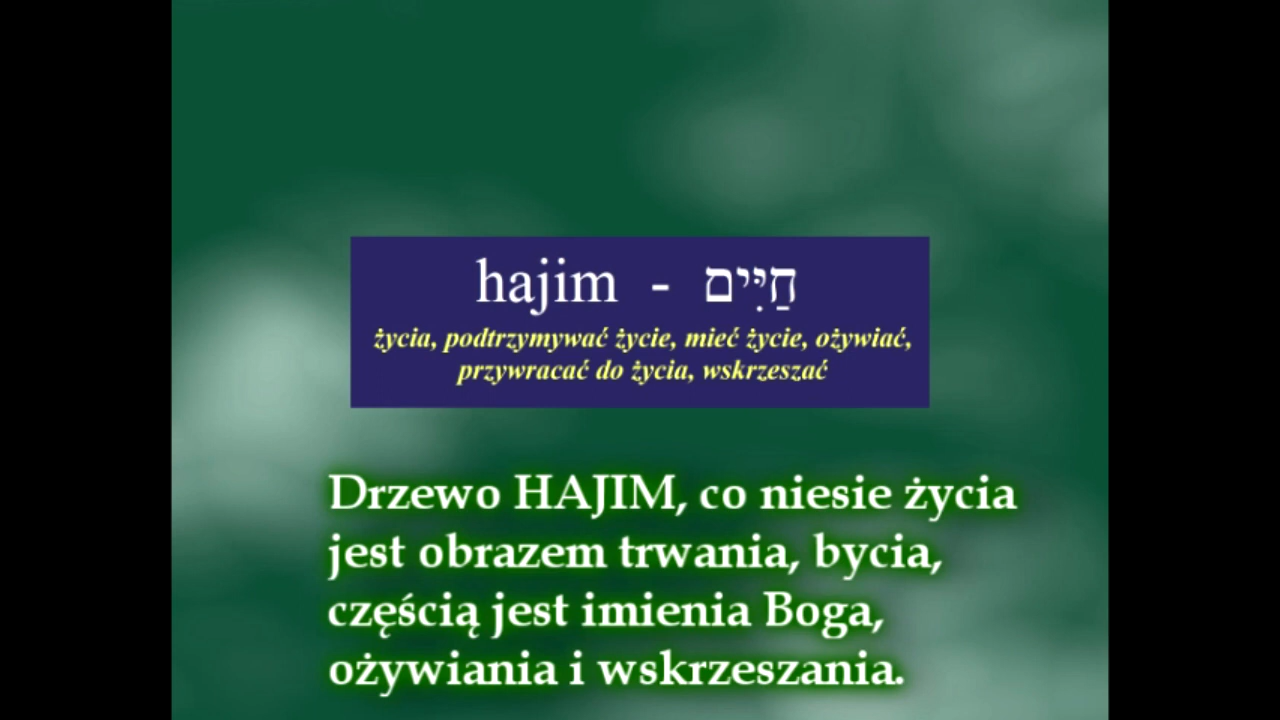 hajim - חַיִּים
życia, podtrzymywać życie, mieć życie, ożywiać,
przywracać do życia, wskrzeszać
Drzewo HAJIM, co niesie życia
jest obrazem trwania, bycia,
częścią jest imienia Boga,
ożywiania i wskrzeszania.